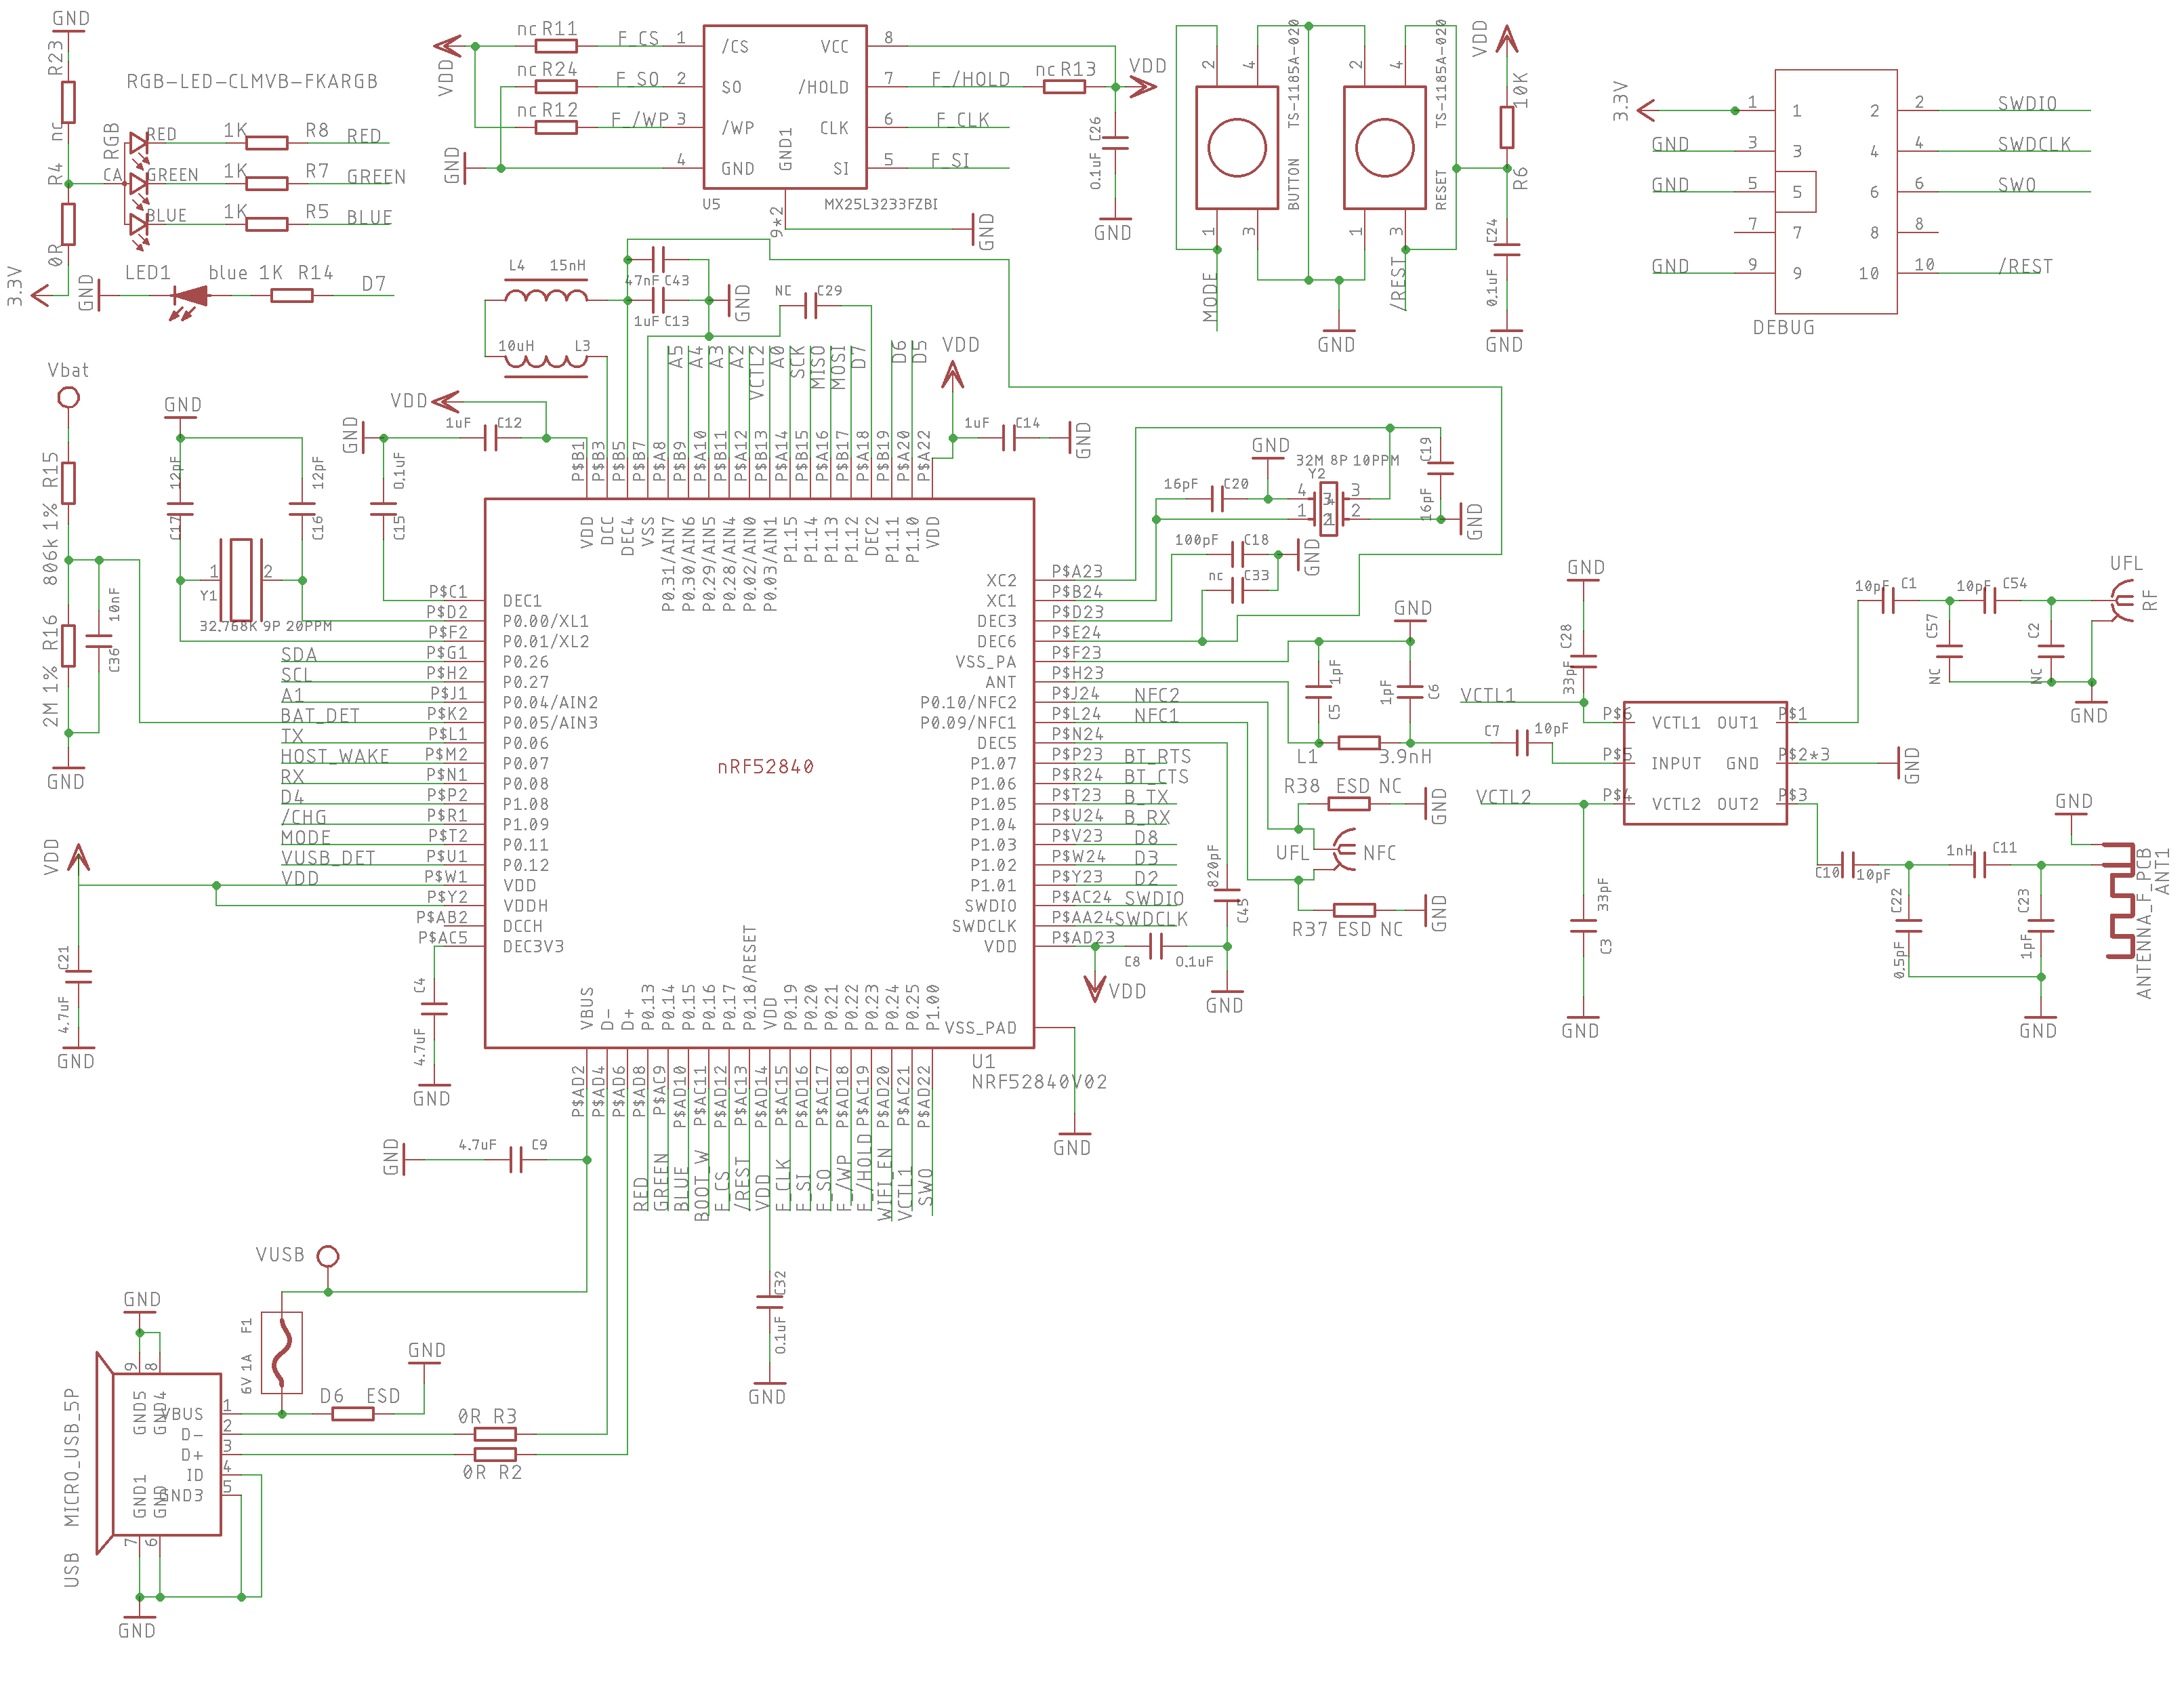 GND
R23
nc
R4
0R
3.3V
RGB-LED-CLMVB-FKARGB
RGB
CA
RED
1K
R8
RED
GREEN
1K
R7
GREEN
BLUE
1K
R5
BLUE
LED1
blue 1K R14
D7
GND
VDD
nc R11
F_CS
1
nc R24
F_SO
2
nc R12
F_/WP
3
4
GND
/CS
SO
/WP
GND
GND1
VCC
/HOLD
CLK
SI
8
7
F_/HOLD
nc R13
VDD
6
F_CLK
5
F_SI
U5
MX25L3233FZBI
9*2
GND
0.1uF C26
GND
2
4
1
3
BUTTON
TS-1185A-020
MODE
2
4
1
3
RESET
TS-1185A-020
/REST
GND
VDD
10K
R6
C24
0.1uF
GND
3.3V
1
1
2
2
SWDIO
GND
3
3
4
4
SWDCLK
GND
5
5
6
6
SWO
7
7
8
8
GND
9
9
10
10
/REST
DEBUG
L4
15nH
10uH
L3
47nF C43
1uF C13
GND
NC
C29
A5
A4
A3
A2
VCTL2
A0
SCK
MISO
MOSI
D7
D6
D5
VDD
1uF
C14
GND
Vbat
806k 1% R15
2M 1% R16
10nF
C36
GND
GND
12pF
C17
12pF
C16
1
2
Y1
32.768K 9P 20PPM
VDD
1uF
C12
GND
0.1uF
C15
P$B1
P$B3
P$B5
P$B7
P$A8
P$B9
P$A10
P$B11
P$A12
P$B13
P$A14
P$B15
P$A16
P$B17
P$A18
P$B19
P$A20
P$A22
VDD
DCC
DEC4
VSS
P0.31/AIN7
P0.30/AIN6
P0.29/AIN5
P0.28/AIN4
P0.02/AIN0
P0.03/AIN1
P1.15
P1.14
P1.13
P1.12
DEC2
P1.11
P1.10
VDD
P$C1
DEC1
P$D2
P0.00/XL1
P$F2
P0.01/XL2
SDA
P$G1
P0.26
SCL
P$H2
P0.27
A1
P$J1
P0.04/AIN2
BAT_DET
P$K2
P0.05/AIN3
TX
P$L1
P0.06
HOST_WAKE
P$M2
P0.07
RX
P$N1
P0.08
D4
P$P2
P1.08
/CHG
P$R1
P1.09
MODE
P$T2
P0.11
VUSB_DET
P$U1
P0.12
VDD
P$W1
VDD
P$Y2
VDDH
P$AB2
DCCH
P$AC5
DEC3V3
nRF52840
XC2
P$A23
XC1
P$B24
DEC3
P$D23
DEC6
P$E24
VSS_PA
P$F23
ANT
P$H23
P0.10/NFC2
P$J24
NFC2
P0.09/NFC1
P$L24
NFC1
DEC5
P$N24
P1.07
P$P23
BT_RTS
P1.06
P$R24
BT_CTS
P1.05
P$T23
B_TX
P1.04
P$U24
B_RX
P1.03
P$V23
D8
P1.02
P$W24
D3
P1.01
P$Y23
D2
SWDIO
P$AC24
SWDIO
SWDCLK
P$AA24
SWDCLK
VDD
P$AD23
VSS_PAD
U1
NRF52840V02
GND
VBUS
D-
D+
P0.13
P0.14
P0.15
P0.16
P0.17
P0.18/RESET
VDD
P0.19
P0.20
P0.21
P0.22
P0.23
P0.24
P0.25
P1.00
P$AD2
P$AD4
P$AD6
P$AD8
P$AC9
P$AD10
P$AC11
P$AD12
P$AC13
P$AD14
P$AC15
P$AD16
P$AC17
P$AD18
P$AC19
P$AD20
P$AC21
P$AD22
RED
GREEN
BLUE
BOOT_W
F_CS
/REST
VDD
F_CLK
F_SI
F_SO
F_/WP
F_/HOLD
WIFI_EN
VCTL1
SWO
C32
0.1uF
GND
VDD
C21
4.7uF
GND
C4
4.7uF
GND
GND
4.7uF
C9
GND
32M 8P 10PPM
Y2
16pF
C20
4
3
1
2
C19
16pF
GND
100pF
C18
GND
nc
C33
GND
1pF
C5
1pF
C6
L1
3.9nH
C7
10pF
R38 ESD NC
GND
UFL
NFC
R37 ESD NC
GND
820pF
C45
C8
0.1uF
VDD
GND
GND
C28
33pF
VCTL1
P$6
P$5
VCTL2
P$4
VCTL1
INPUT
VCTL2
OUT1
GND
OUT2
P$1
P$2*3
P$3
GND
33pF
C3
GND
10pF
C1
10pF
C54
C57
NC
C2
NC
UFL
RF
GND
C10
10pF
1nH
C11
C22
0.5pF
C23
1pF
GND
GND
ANTENNA_F_PCB
ANT1
VUSB
F1
6V 1A
GND
D6 ESD
GND
0R R3
0R R2
USB
MICRO_USB_5P
9
8
GND5
GND4
VBUS
1
D-
2
D+
3
ID
4
GND3
5
GND1
GND
7
6
GND